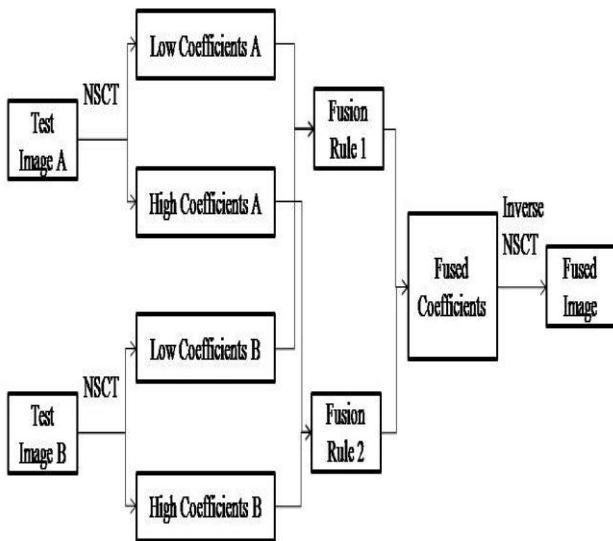 Low Coefficients A
NSCT
Test
Image A
High Coefficients A
Fusion
Rule 1
Inverse
NSCT
Fused
Coefficients
Fused
Image
Low Coefficients B
NSCT
Test
Image B
Fusion
Rule 2
High Coefficients B